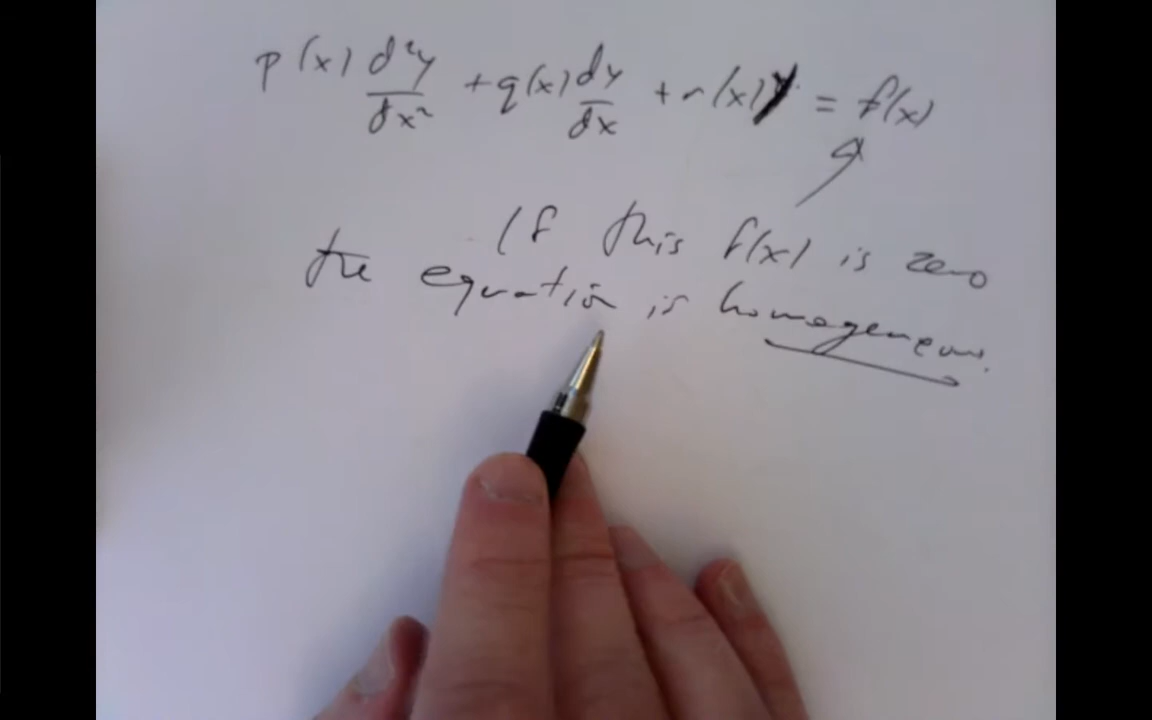 p(x) d²y/dx² + q(x) dy/dx + r(x)y = f(x)
If this f(x) is zero
the equation is homogeneous.